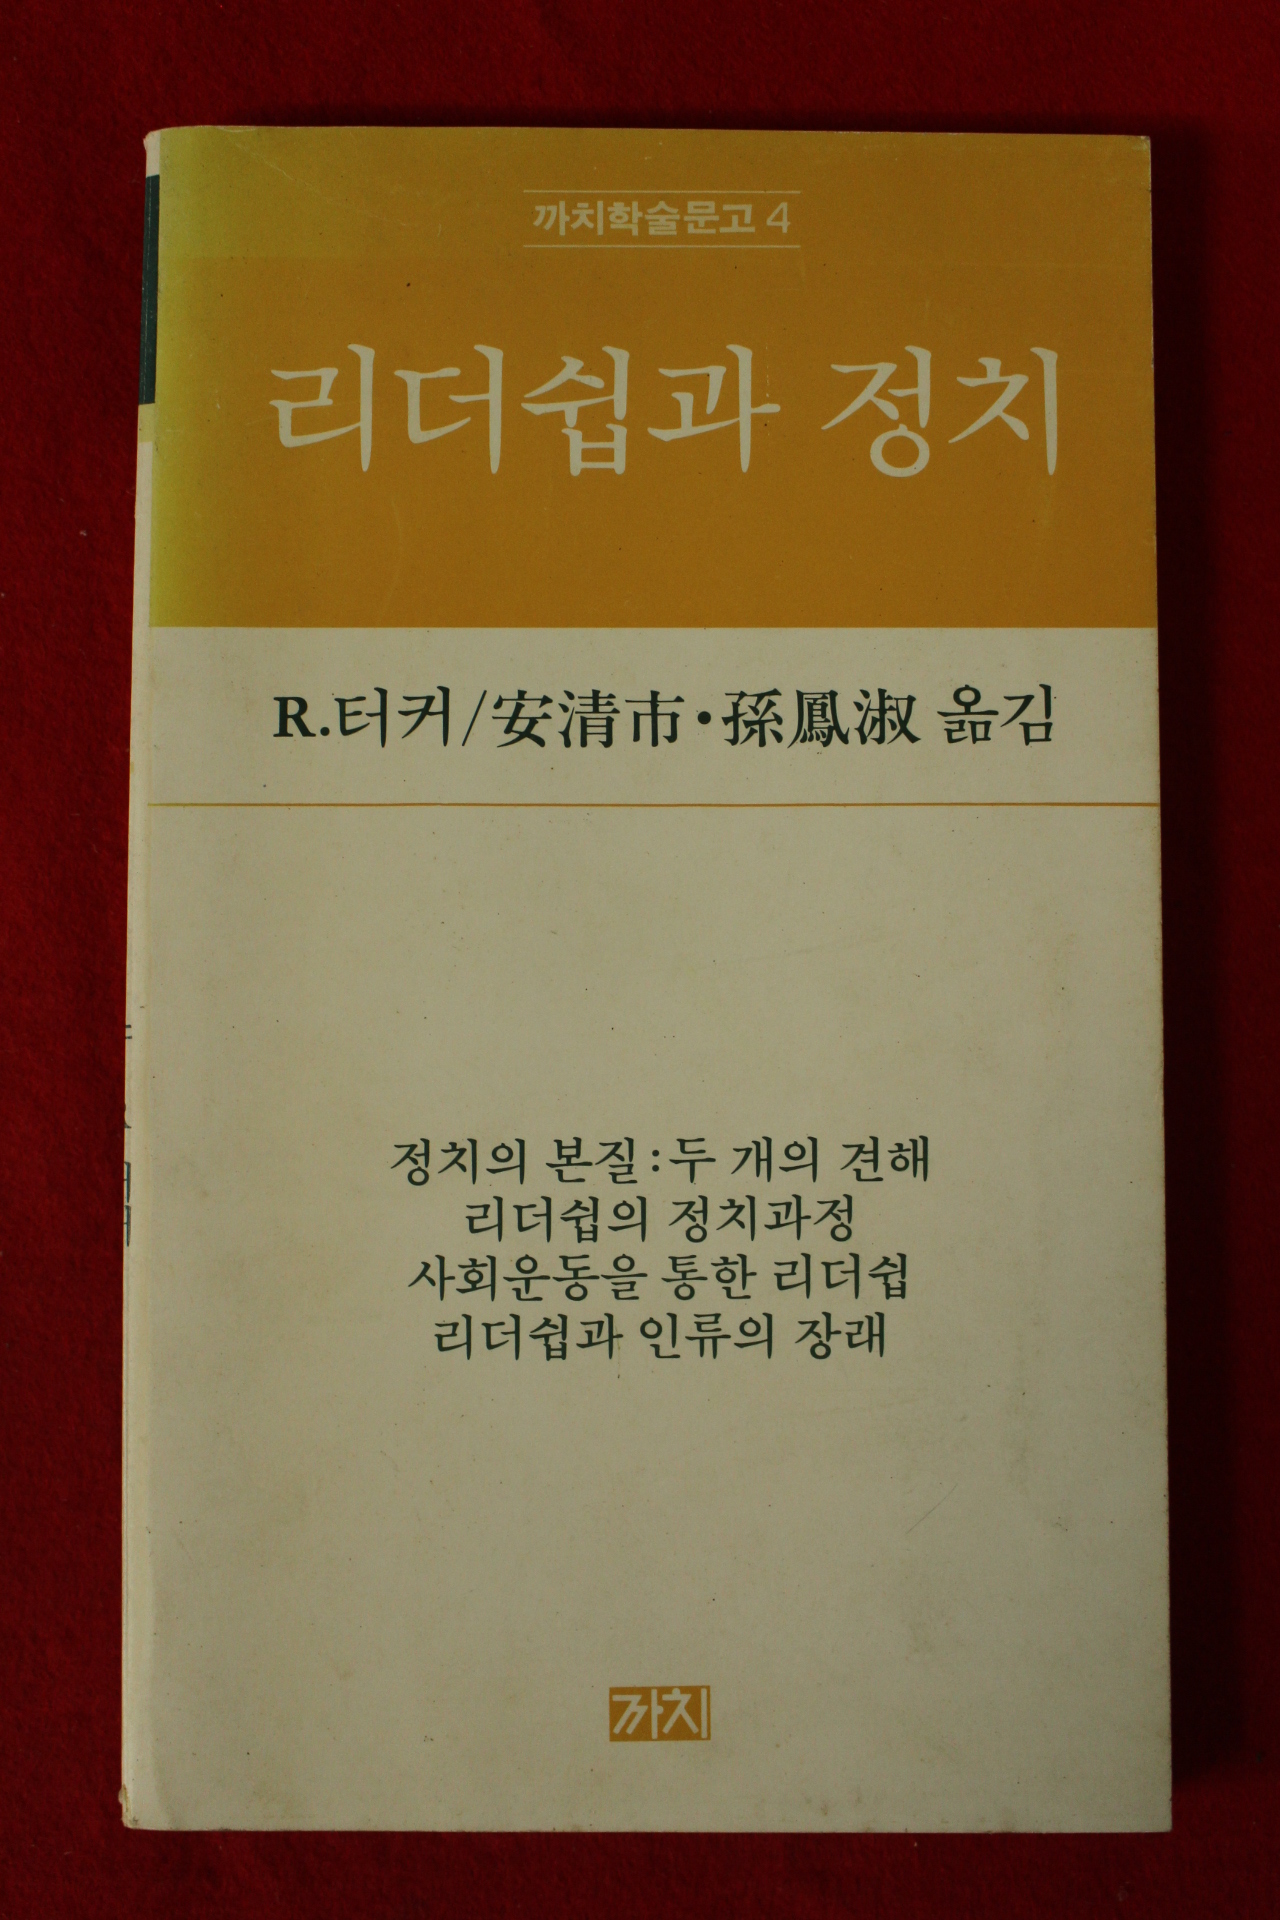 까치학술문고 4
리더쉽과 정치
R.터커/安清市·孫鳳淑 옮김
정치의 본질:두 개의 견해
리더쉽의 정치과정
사회운동을 통한 리더쉽
리더쉽과 인류의 장래
까치